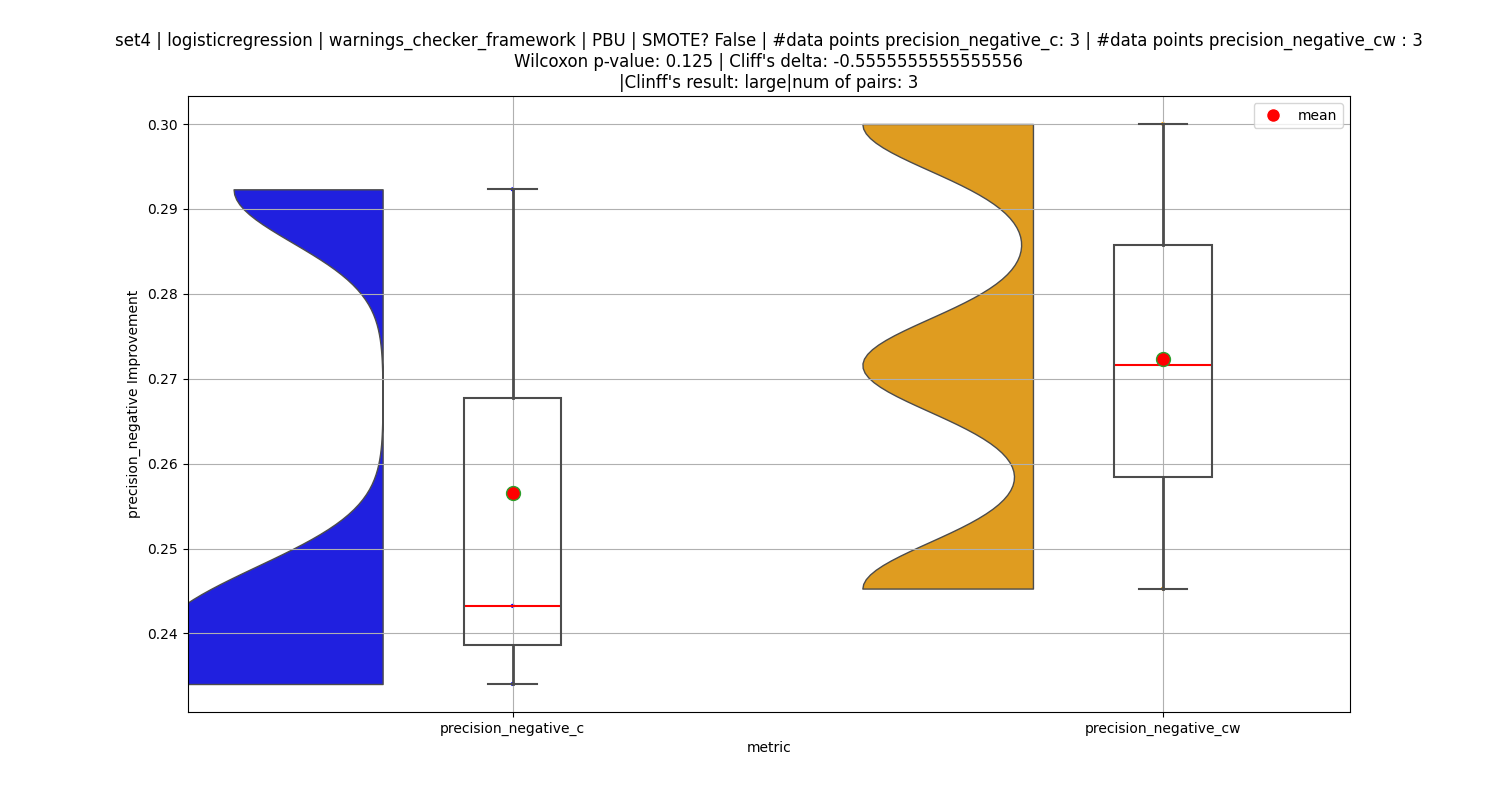 set4 | logisticregression | warnings_checker_framework | PBU | SMOTE? False | #data points precision_negative_c: 3 | #data points precision_negative_cw : 3
Wilcoxon p-value: 0.125 | Cliff's delta: -0.5555555555555556
|Clinff's result: large|num of pairs: 3
mean
0.30
0.29
0.28
0.27
0.26
0.25
0.24
precision_negative Improvement
precision_negative_c
precision_negative_cw
metric